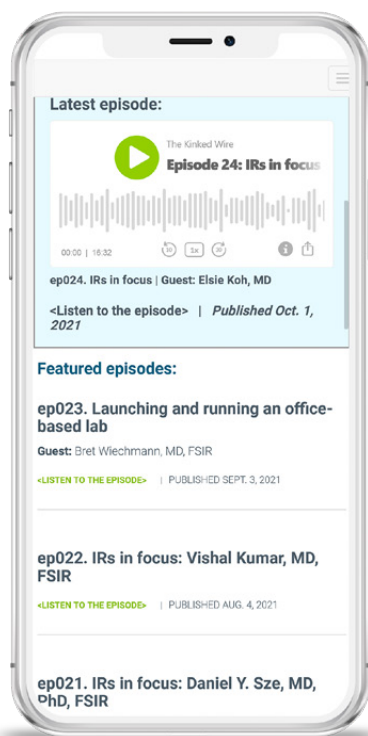 Latest episode:
The Kinked Wire
Episode 24: IRs in focus
00:00 | 16:32
1x
ep024. IRs in focus | Guest: Elsie Koh, MD
<Listen to the episode> | Published Oct. 1,
2021
Featured episodes:
ep023. Launching and running an office-
based lab
Guest: Bret Wiechmann, MD, FSIR
<LISTEN TO THE EPISODE> | PUBLISHED SEPT. 3, 2021
ep022. IRs in focus: Vishal Kumar, MD,
FSIR
<LISTEN TO THE EPISODE> | PUBLISHED AUG. 4, 2021
ep021. IRs in focus: Daniel Y. Sze, MD,
PhD, FSIR